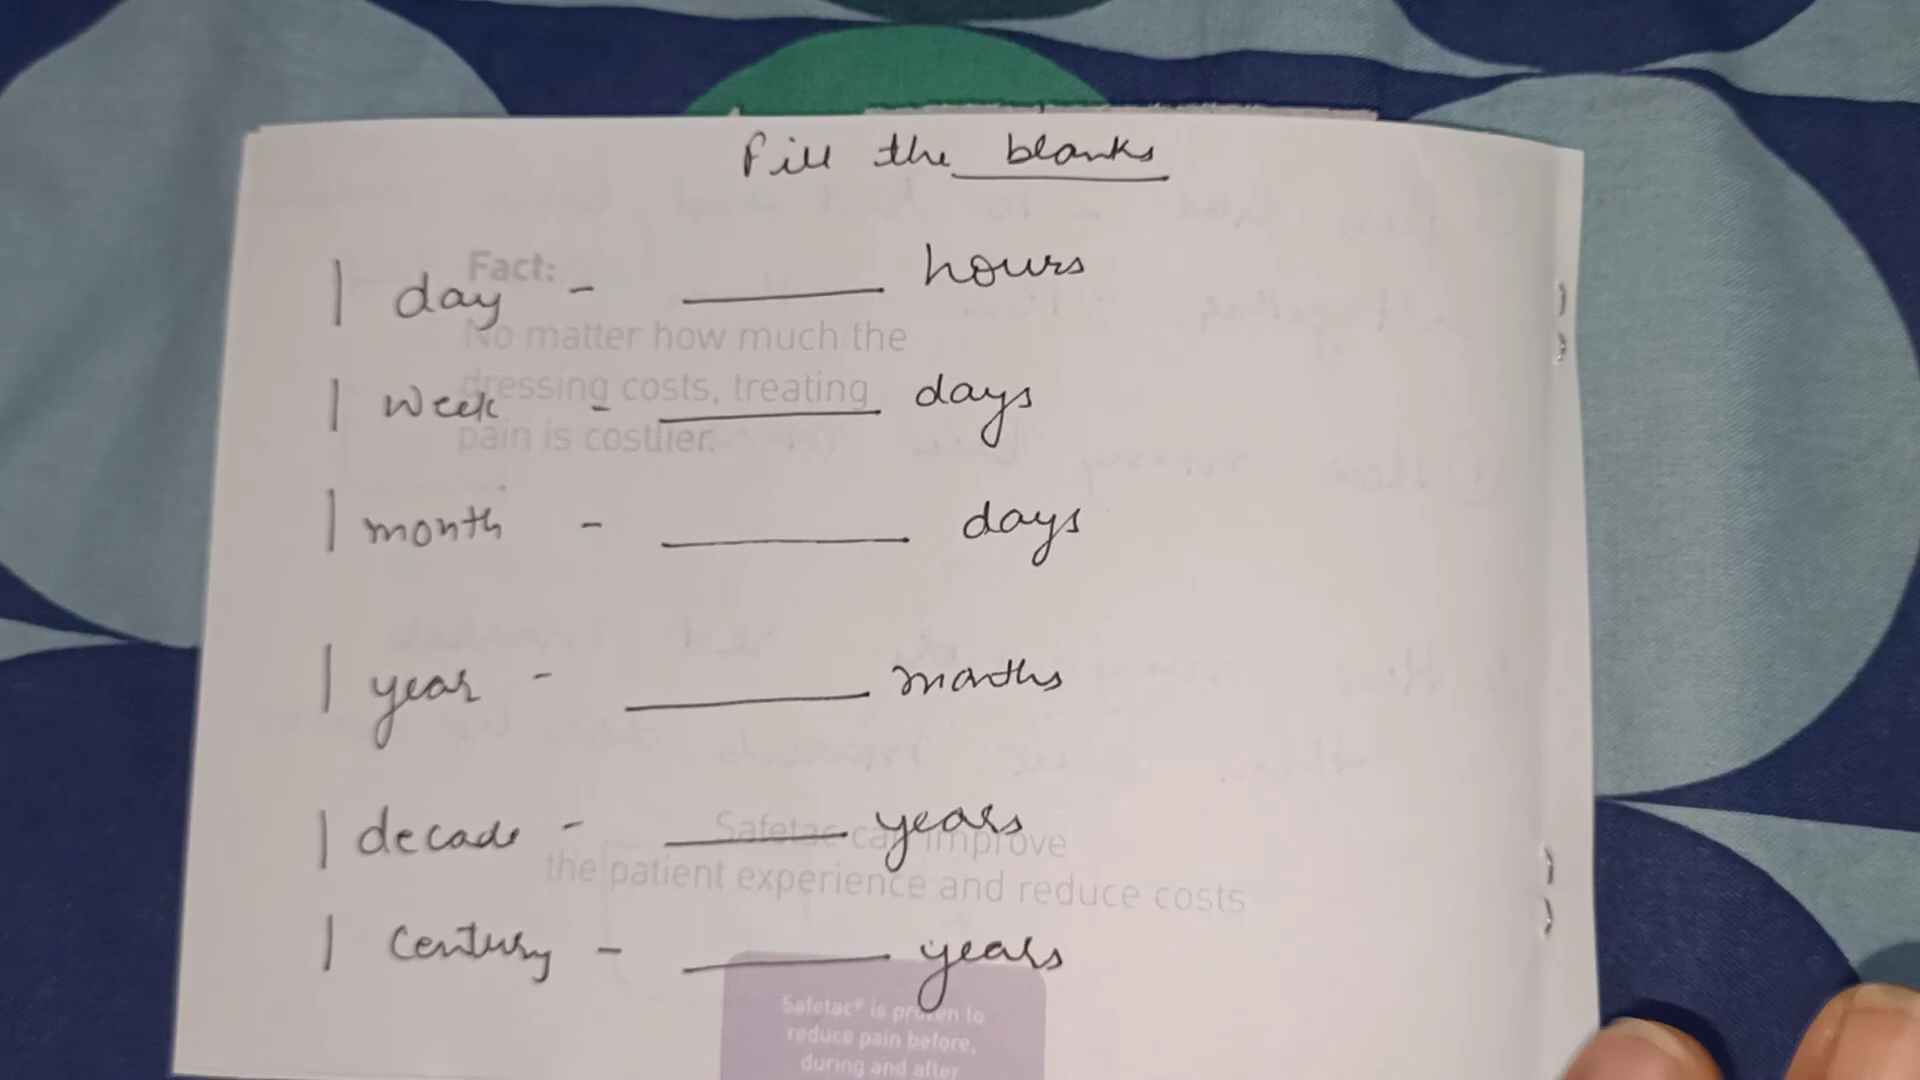 Fill the blanks
Fact:
1 day - ______ hours
No matter how much the
dressing costs, treating
1 week - ______ days
pain is costlier.
1 month - ______ days
1 year - ______ months
1 decade - ______ years
Safetac can improve
the patient experience and reduce costs
1 century - ______ years
Safetac® is proven to
reduce pain before,
during and after